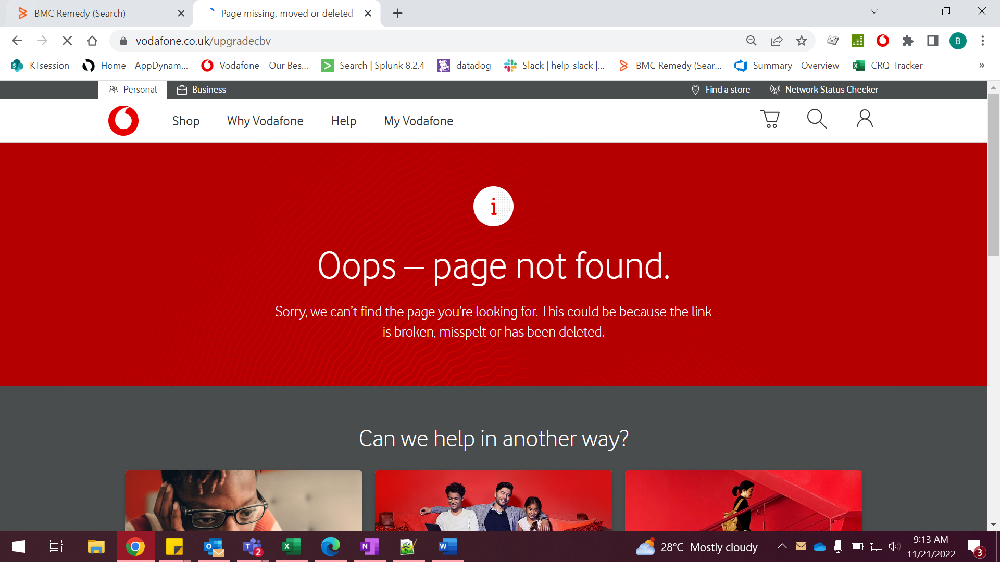 BMC Remedy (Search)
Page missing, moved or deleted
vodafone.co.uk/upgradecbv
B
KTsession
Home - AppDynam...
Vodafone – Our Bes...
Search | Splunk 8.2.4
datadog
Slack | help-slack |...
BMC Remedy (Sear...
Summary - Overview
CRQ_Tracker
»
Personal
Business
Find a store
Network Status Checker
Shop
Why Vodafone
Help
My Vodafone
i
Oops – page not found.
Sorry, we can’t find the page you’re looking for. This could be because the link
is broken, misspelt or has been deleted.
Can we help in another way?
28°C Mostly cloudy
9:13 AM
11/21/2022
2
3